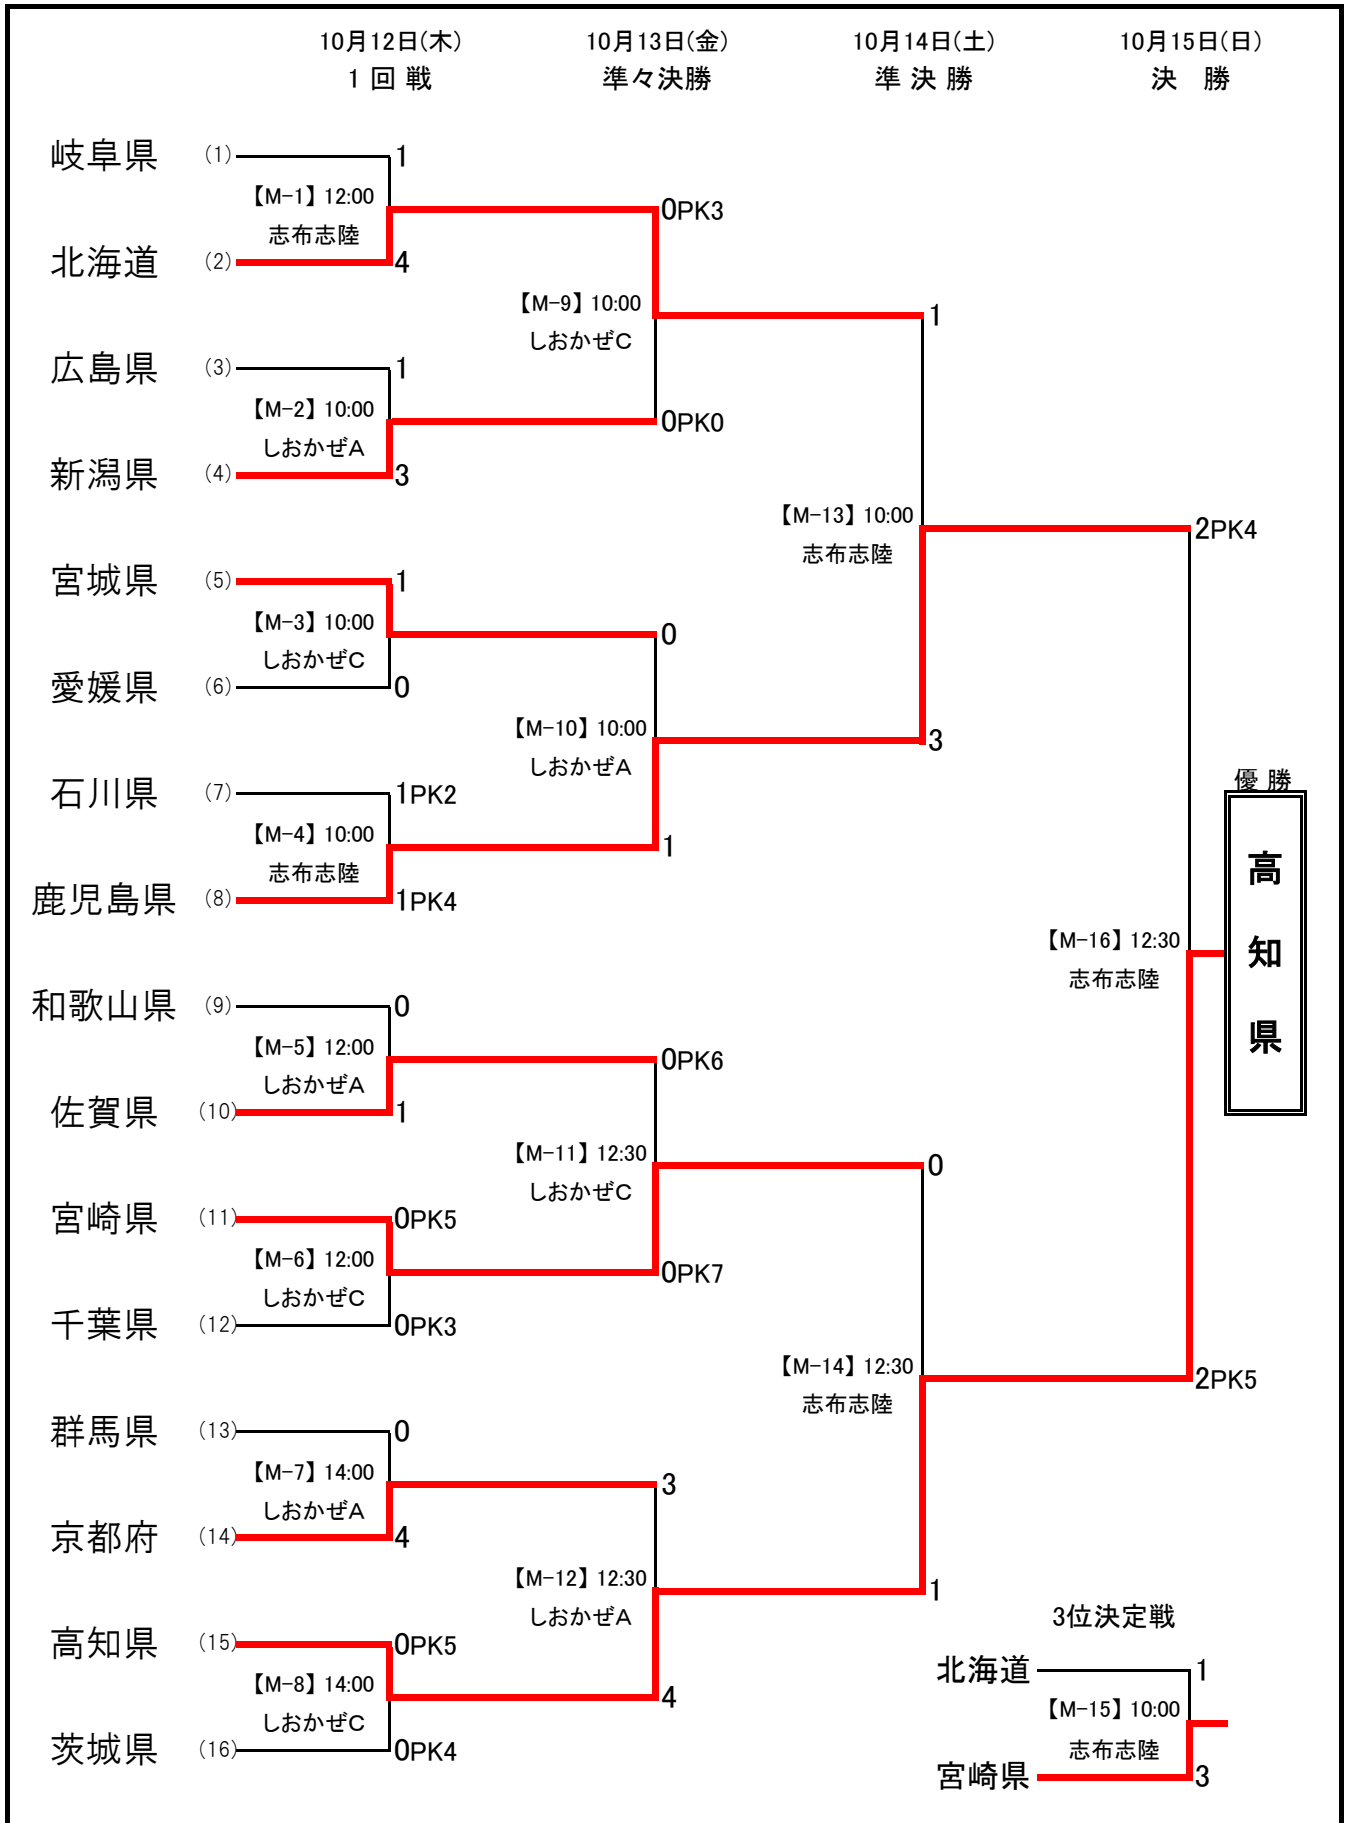 10月12日(木) 10月13日(金) 10月14日(土) 10月15日(日)
1 回 戦 準々決勝 準 決 勝 決 勝
岐阜県 (1) 1
【M-1】 12:00
志布志陸
0PK3
北海道 (2) 4
【M-9】 10:00
しおかぜC
1
広島県 (3) 1
【M-2】 10:00
しおかぜA
0PK0
新潟県 (4) 3
【M-13】 10:00
志布志陸
2PK4
宮城県 (5) 1
【M-3】 10:00
しおかぜC
0
愛媛県 (6) 0
【M-10】 10:00
しおかぜA
3
石川県 (7) 1PK2
【M-4】 10:00
志布志陸
1
鹿児島県 (8) 1PK4
優 勝
高
知
県
【M-16】 12:30
志布志陸
和歌山県 (9) 0
【M-5】 12:00
しおかぜA
0PK6
佐賀県 (10) 1
【M-11】 12:30
しおかぜC
0
宮崎県 (11) 0PK5
【M-6】 12:00
しおかぜC
0PK7
千葉県 (12) 0PK3
【M-14】 12:30
志布志陸
2PK5
群馬県 (13) 0
【M-7】 14:00
しおかぜA
3
京都府 (14) 4
【M-12】 12:30
しおかぜA
1
高知県 (15) 0PK5
【M-8】 14:00
しおかぜC
4
茨城県 (16) 0PK4
3位決定戦
北海道 1
【M-15】 10:00
志布志陸
宮崎県 3